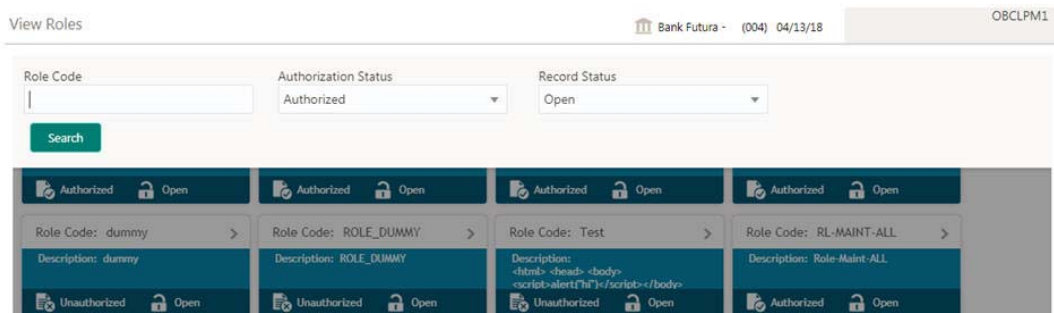 View Roles
Bank Futura - (004) 04/13/18
OBCLPM1
Role Code Authorization Status Record Status
Authorized Open
Search
Authorized Open Authorized Open Authorized Open Authorized Open
Role Code: dummy Role Code: ROLE_DUMMY Role Code: Test Role Code: RL-MAINT-ALL
Description: dummy Description: ROLE_DUMMY Description: Description: Role-Maint-ALL
<html> <head> <body>
<script>alert("hi")</script></body>
Unauthorized Open Unauthorized Open Unauthorized Open Authorized Open